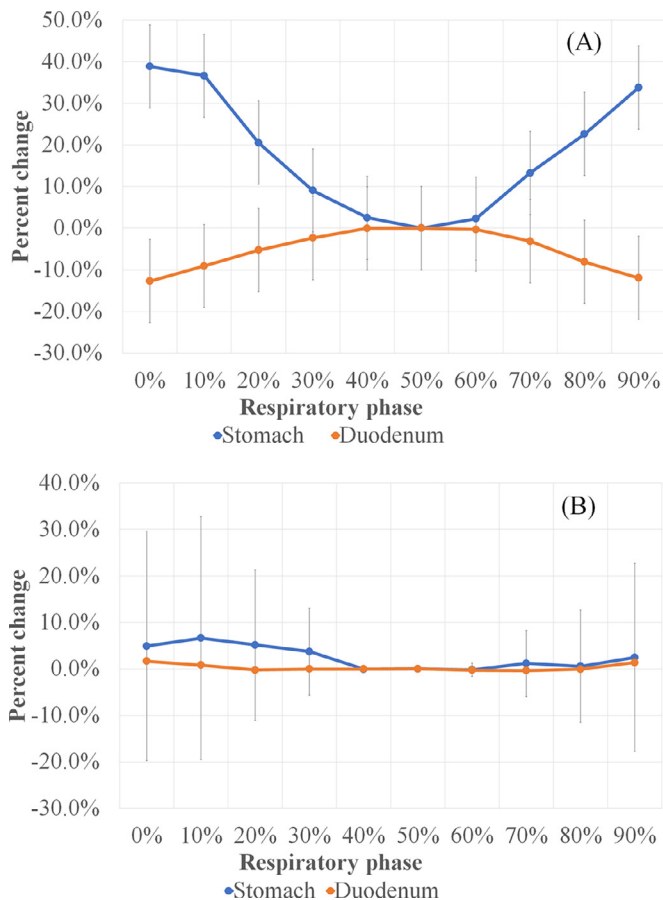 50.0%
(A)
40.0%
30.0%
20.0%
10.0%
0.0%
-10.0%
-20.0%
-30.0%
Percent change
0% 10% 20% 30% 40% 50% 60% 70% 80% 90%
Respiratory phase
Stomach Duodenum
40.0%
(B)
30.0%
20.0%
10.0%
0.0%
-10.0%
-20.0%
-30.0%
Percent change
0% 10% 20% 30% 40% 50% 60% 70% 80% 90%
Respiratory phase
Stomach Duodenum